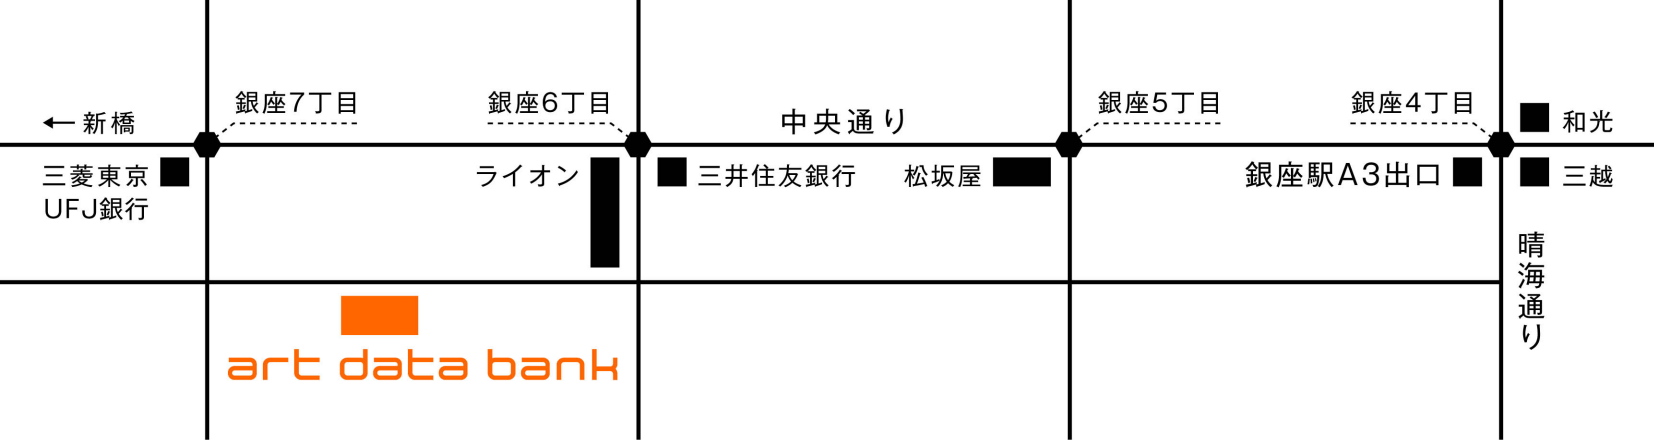 ←新橋
銀座7丁目
銀座6丁目
中央通り
銀座5丁目
銀座4丁目
和光
三菱東京
UFJ銀行
ライオン
三井住友銀行
松坂屋
銀座駅A3出口
三越
晴海通り
art data bank